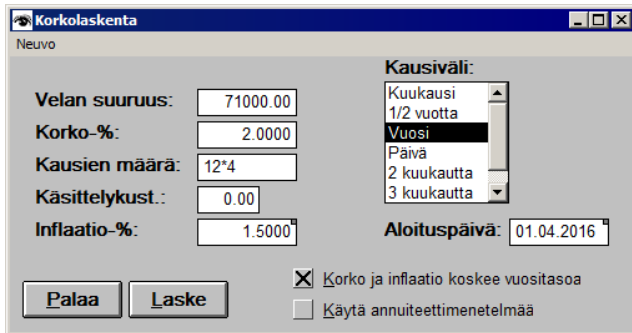 Korkolaskenta
Neuvo
Kausiväli:
Velan suuruus: 71000.00
Korko-%: 2.0000
Kausien määrä: 12*4
Käsittelykust.: 0.00
Inflaatio-%: 1.5000
Kuukausi
1/2 vuotta
Vuosi
Päivä
2 kuukautta
3 kuukautta
Aloituspäivä: 01.04.2016
Korko ja inflaatio koskee vuositasoa
Käytä annuiteettimenetelmää
Palaa
Laske